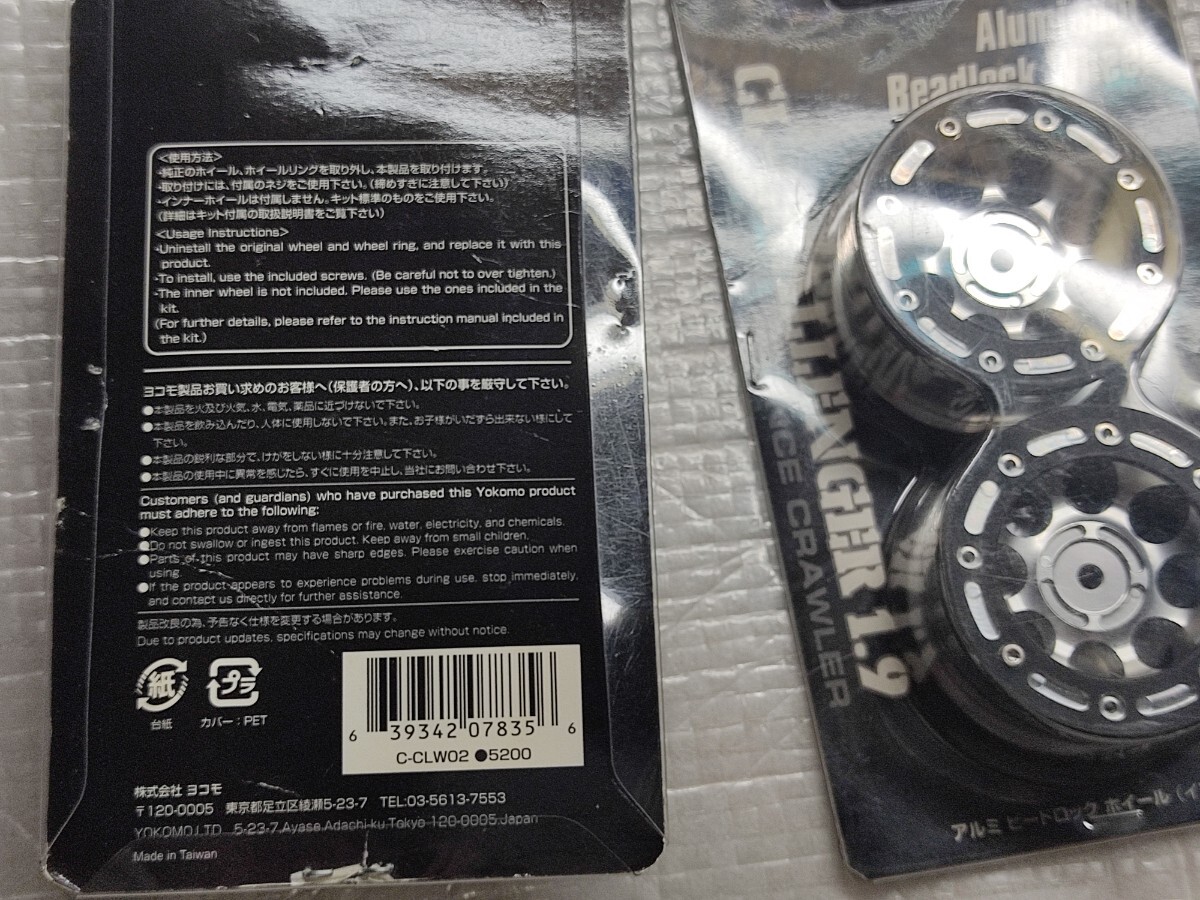 <使用方法>
-純正のホイール、ホイールリングを取り外し、本製品を取り付けます。
-取り付けには、付属のネジをご使用下さい。(締めすぎに注意して下さい)
-インナーホイールは付属しません。キット標準のものをご使用下さい。
(詳細はキット付属の取扱説明書をご覧下さい)
<Usage Instructions>
-Uninstall the original wheel and wheel ring, and replace it with this
product.
-To install, use the included screws. (Be careful not to over tighten.)
-The inner wheel is not included. Please use the ones included in the
kit.
(For further details, please refer to the instruction manual included in
the kit.)
ヨコモ製品お買い求めのお客様へ(保護者の方へ)、以下の事を厳守して下さい。
●本製品を火及び火気、水、電気、薬品に近づけないで下さい。
●本製品を飲み込んだり、人体に使用しないで下さい。また、お子様がいたずら出来ない様にして
下さい。
●本製品の鋭利な部分で、けがをしない様に十分注意して下さい。
●本製品の使用中に異常を感じたら、すぐに使用を中止し、当社にお問い合わせ下さい。
Customers (and guardians) who have purchased this Yokomo product
must adhere to the following:
●Keep this product away from flames or fire, water, electricity, and chemicals.
●Do not swallow or ingest this product. Keep away from small children.
●Parts of this product may have sharp edges. Please exercise caution when
using.
●If the product appears to experience problems during use, stop immediately,
and contact us directly for further assistance.
製品改良の為、予告なく仕様を変更する場合があります。
Due to product updates, specifications may change without notice.
紙
台紙
プラ
カバー:PET
6 39342 07835 6
C-CLW02 ●5200
株式会社 ヨコモ
〒120-0005 東京都足立区綾瀬5-23-7 TEL:03-5613-7553
YOKOMO LTD. 5-23-7 Ayase Adachi-ku Tokyo 120-0005 Japan
Made in Taiwan
Aluminum
Beadlock
1.9
CRAWLER
アルミ ビードロック ホイール